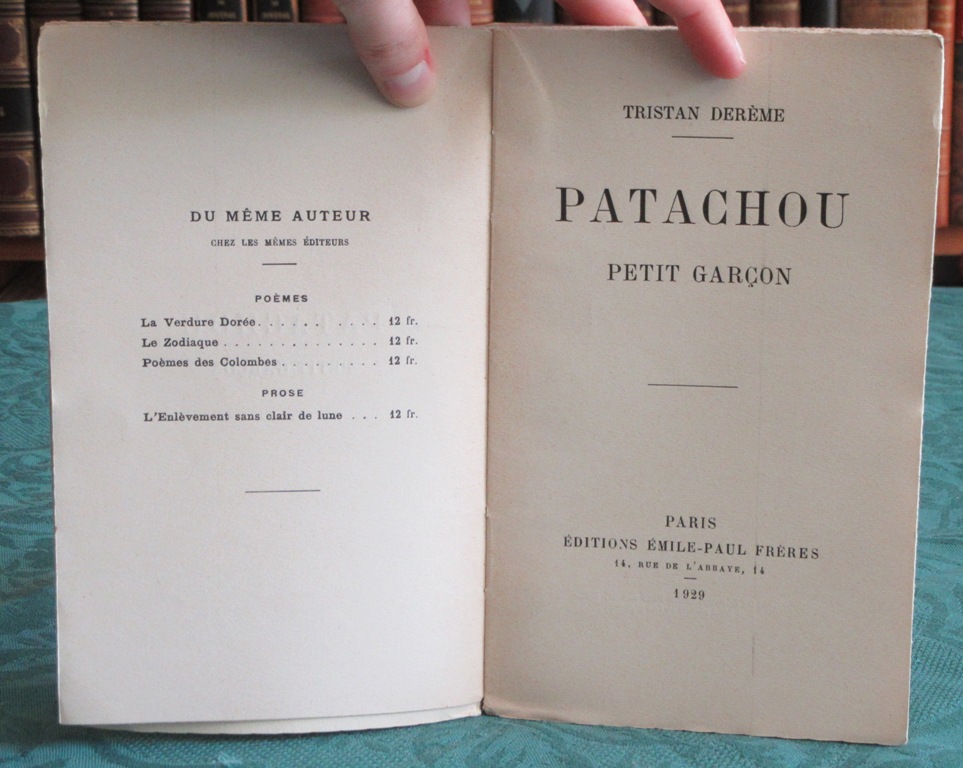 DU MÊME AUTEUR
CHEZ LES MÊMES ÉDITEURS
POÈMES
La Verdure Dorée. . . . . . . . . . 12 fr.
Le Zodiaque . . . . . . . . . . . . . . 12 fr.
Poèmes des Colombes . . . . . . . . . 12 fr.
PROSE
L'Enlèvement sans clair de lune . . . 12 fr.
TRISTAN DERÈME
PATACHOU
PETIT GARÇON
PARIS
ÉDITIONS ÉMILE-PAUL FRÈRES
14, RUE DE L'ABBAYE, 14
1929